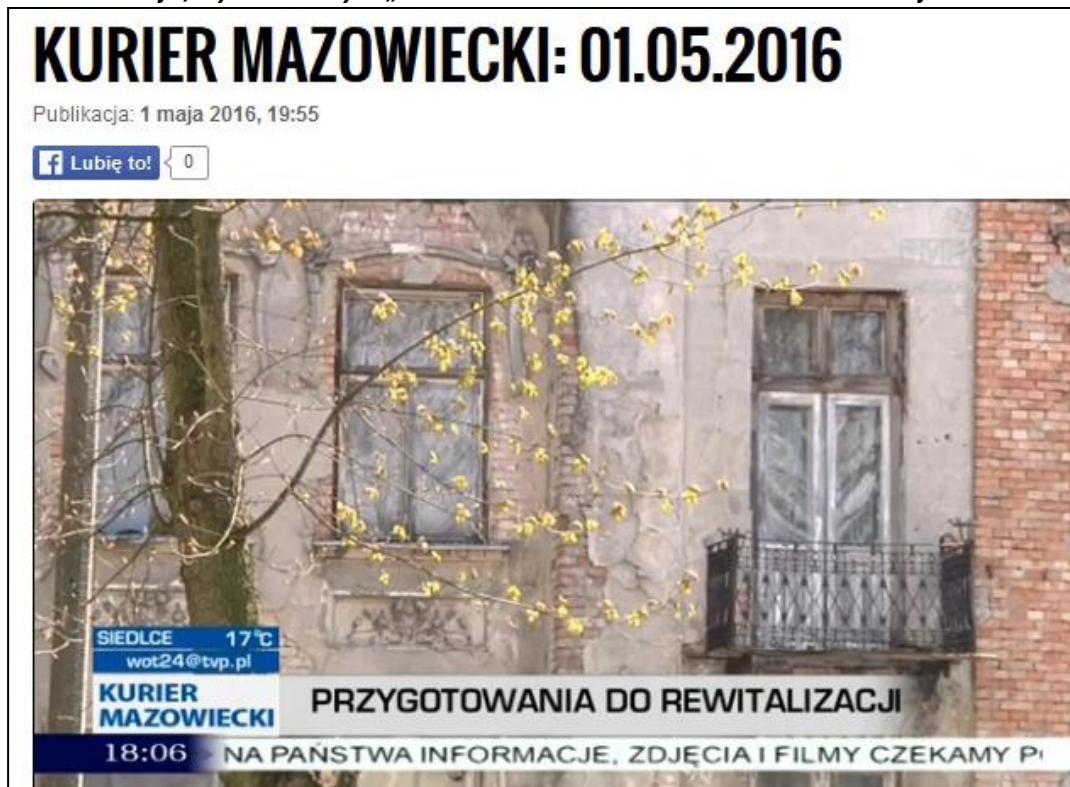 KURIER MAZOWIECKI: 01.05.2016
Publikacja: 1 maja 2016, 19:55
f Lubię to! 0
SIEDLCE 17°C
wot24@tvp.pl
KURIER
MAZOWIECKI
PRZYGOTOWANIA DO REWITALIZACJI
18:06 NA PAŃSTWA INFORMACJE, ZDJĘCIA I FILMY CZEKAMY